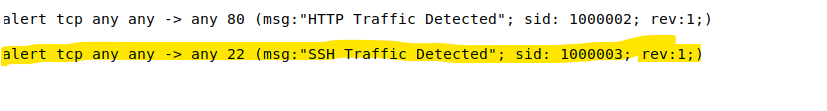 alert tcp any any -> any 80 (msg:"HTTP Traffic Detected"; sid: 1000002; rev:1;)
alert tcp any any -> any 22 (msg:"SSH Traffic Detected"; sid: 1000003; rev:1;)